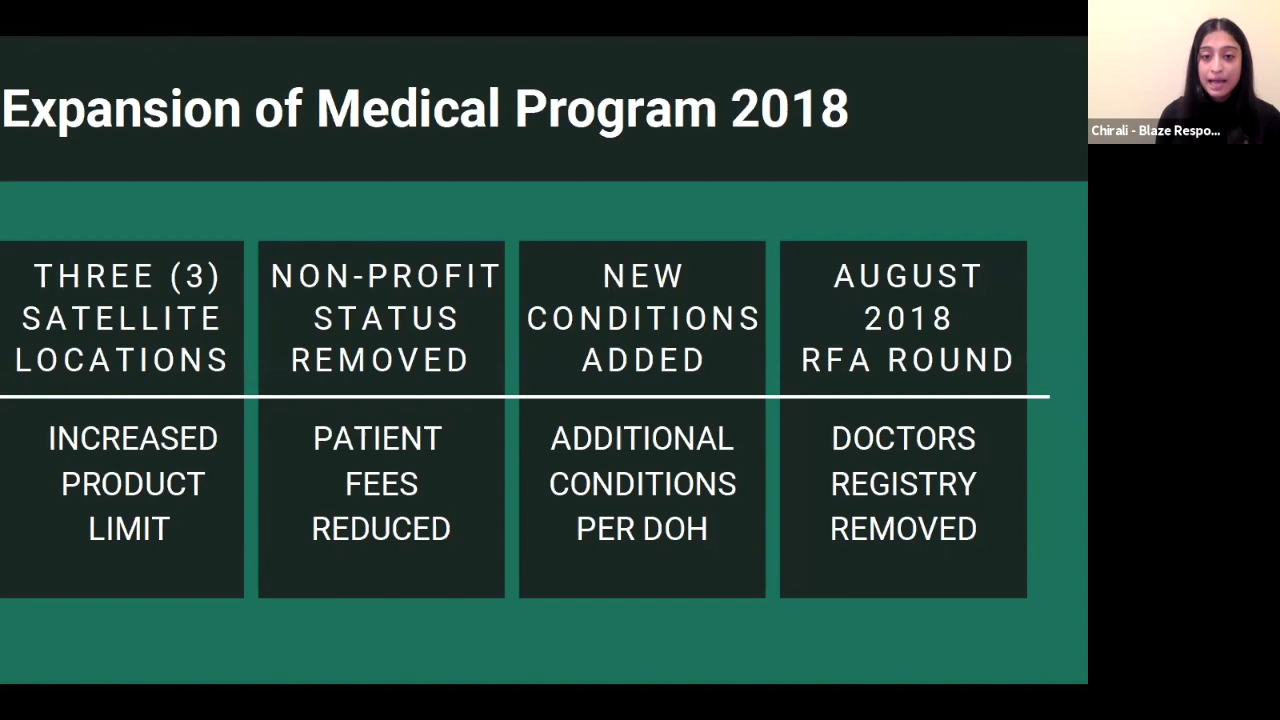 Expansion of Medical Program 2018
THREE (3)
SATELLITE
LOCATIONS
INCREASED
PRODUCT
LIMIT
NON-PROFIT
STATUS
REMOVED
PATIENT
FEES
REDUCED
NEW
CONDITIONS
ADDED
ADDITIONAL
CONDITIONS
PER DOH
AUGUST
2018
RFA ROUND
DOCTORS
REGISTRY
REMOVED
Chirali - Blaze Respo...